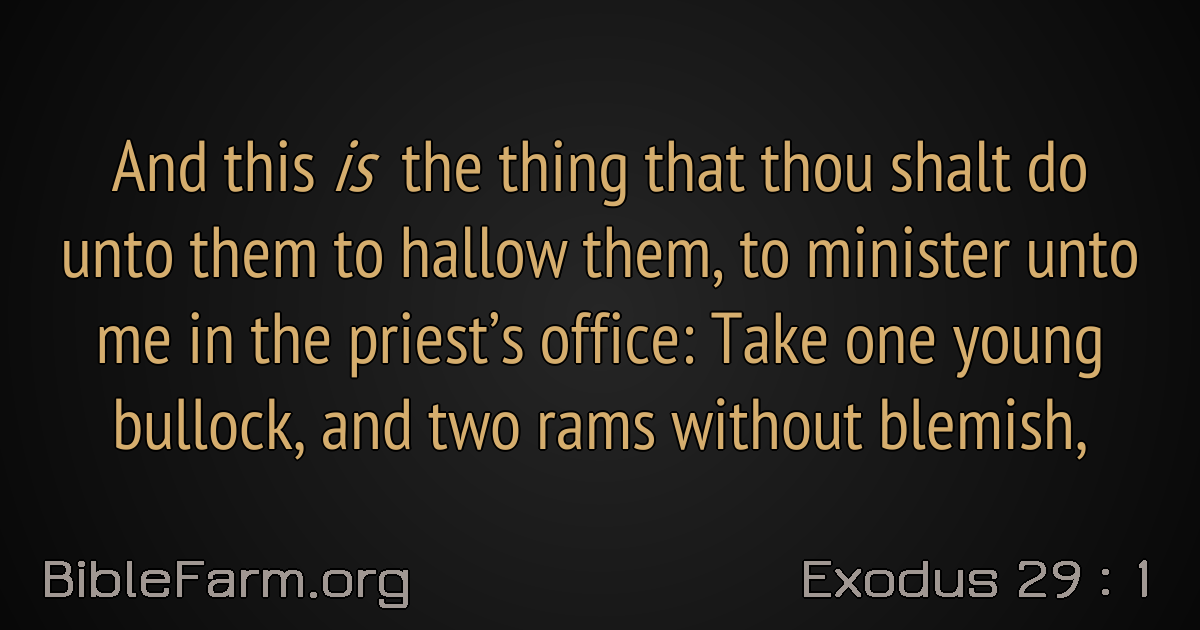 And this is the thing that thou shalt do
unto them to hallow them, to minister unto
me in the priest’s office: Take one young
bullock, and two rams without blemish,
BibleFarm.org
Exodus 29 : 1